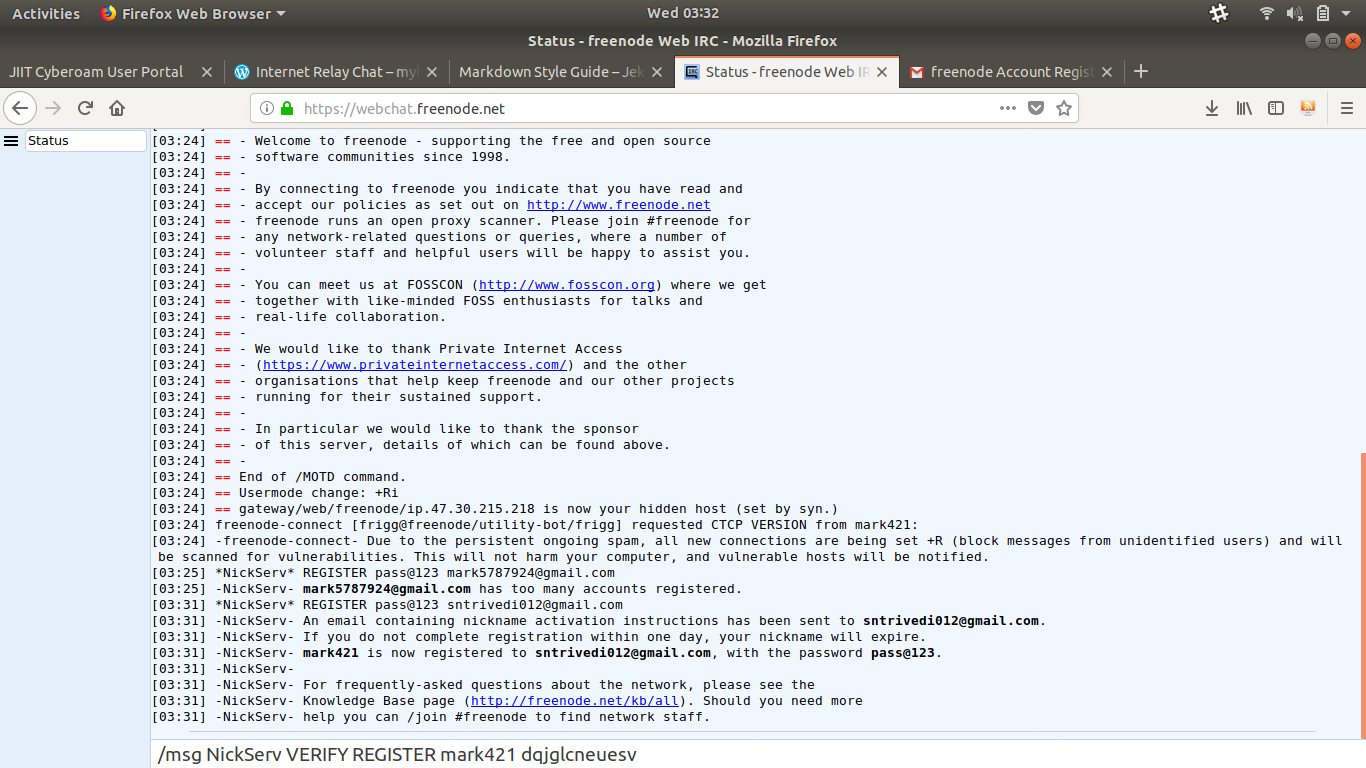 Activities Firefox Web Browser Wed 03:32
Status - freenode Web IRC - Mozilla Firefox
JIIT Cyberoam User Portal Internet Relay Chat – my Markdown Style Guide – Jek Status - freenode Web IR freenode Account Regist
https://webchat.freenode.net
Status
[03:24] == - Welcome to freenode - supporting the free and open source
[03:24] == - software communities since 1998.
[03:24] == -
[03:24] == - By connecting to freenode you indicate that you have read and
[03:24] == - accept our policies as set out on http://www.freenode.net
[03:24] == - freenode runs an open proxy scanner. Please join #freenode for
[03:24] == - any network-related questions or queries, where a number of
[03:24] == - volunteer staff and helpful users will be happy to assist you.
[03:24] == -
[03:24] == - You can meet us at FOSSCON (http://www.fosscon.org) where we get
[03:24] == - together with like-minded FOSS enthusiasts for talks and
[03:24] == - real-life collaboration.
[03:24] == -
[03:24] == - We would like to thank Private Internet Access
[03:24] == - (https://www.privateinternetaccess.com/) and the other
[03:24] == - organisations that help keep freenode and our other projects
[03:24] == - running for their sustained support.
[03:24] == -
[03:24] == - In particular we would like to thank the sponsor
[03:24] == - of this server, details of which can be found above.
[03:24] == -
[03:24] == End of /MOTD command.
[03:24] == Usermode change: +Ri
[03:24] == gateway/web/freenode/ip.47.30.215.218 is now your hidden host (set by syn.)
[03:24] freenode-connect [frigg@freenode/utility-bot/frigg] requested CTCP VERSION from mark421:
[03:24] -freenode-connect- Due to the persistent ongoing spam, all new connections are being set +R (block messages from unidentified users) and will
be scanned for vulnerabilities. This will not harm your computer, and vulnerable hosts will be notified.
[03:25] *NickServ* REGISTER pass@123 mark5787924@gmail.com
[03:25] -NickServ- mark5787924@gmail.com has too many accounts registered.
[03:31] *NickServ* REGISTER pass@123 sntrivedi012@gmail.com
[03:31] -NickServ- An email containing nickname activation instructions has been sent to sntrivedi012@gmail.com.
[03:31] -NickServ- If you do not complete registration within one day, your nickname will expire.
[03:31] -NickServ- mark421 is now registered to sntrivedi012@gmail.com, with the password pass@123.
[03:31] -NickServ-
[03:31] -NickServ- For frequently-asked questions about the network, please see the
[03:31] -NickServ- Knowledge Base page (http://freenode.net/kb/all). Should you need more
[03:31] -NickServ- help you can /join #freenode to find network staff.
/msg NickServ VERIFY REGISTER mark421 dqjglcneuesv